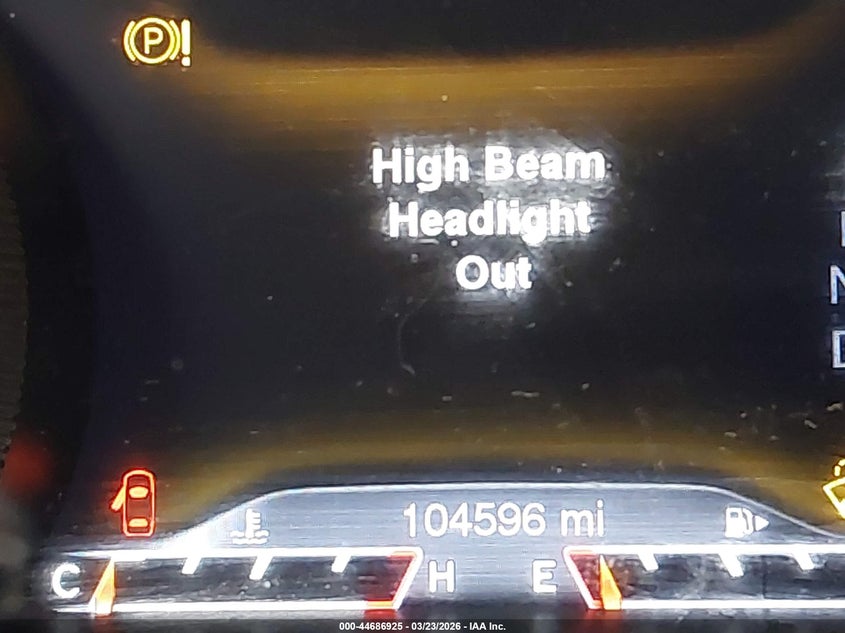 P !
High Beam
Headlight
Out
N
104596 mi
C H E
000-44686925 - 03/23/2026 - IAA Inc.